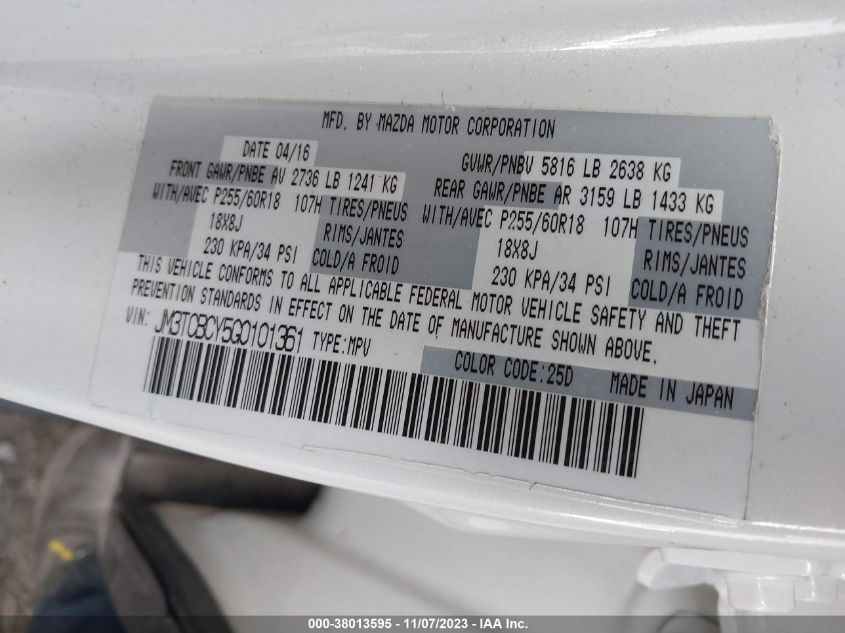 MFD. BY MAZDA MOTOR CORPORATION
DATE 04/16 GVWR/PNBV 5816 LB 2638 KG
FRONT GAWR/PNBE AV 2736 LB 1241 KG REAR GAWR/PNBE AR 3159 LB 1433 KG
WITH/AVEC P255/60R18 107H TIRES/PNEUS WITH/AVEC P255/60R18 107H TIRES/PNEUS
18X8J RIMS/JANTES 18X8J RIMS/JANTES
230 KPA/34 PSI COLD/A FROID 230 KPA/34 PSI COLD/A FROID
THIS VEHICLE CONFORMS TO ALL APPLICABLE FEDERAL MOTOR VEHICLE SAFETY AND THEFT
PREVENTION STANDARDS IN EFFECT ON THE DATE OF MANUFACTURE SHOWN ABOVE.
VIN: JM3TCBCY5G0101361 TYPE:MPV
COLOR CODE:25D MADE IN JAPAN
000-38013595 - 11/07/2023 - IAA Inc.